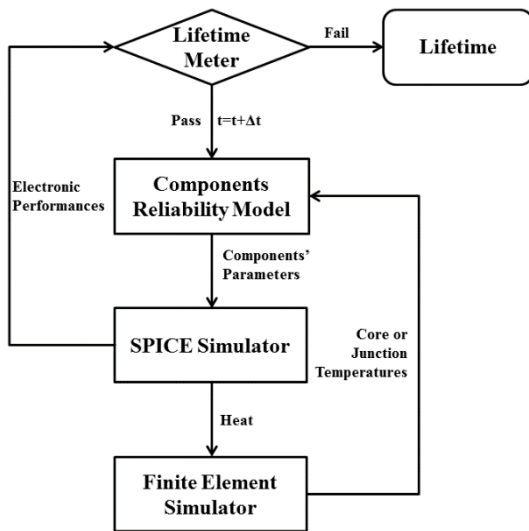 Lifetime
Meter
Fail
Lifetime
Pass
t=t+Δt
Components
Reliability Model
Electronic
Performances
Components'
Parameters
SPICE Simulator
Core or
Junction
Temperatures
Heat
Finite Element
Simulator